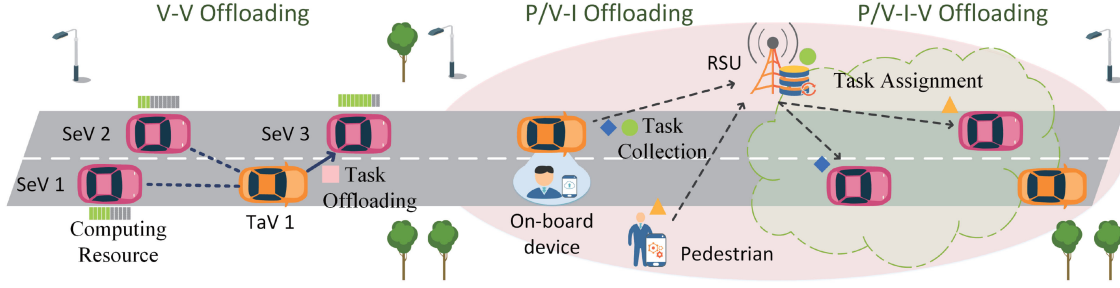 V-V Offloading
P/V-I Offloading
P/V-I-V Offloading
RSU
Task Assignment
SeV 2
SeV 3
Task
Collection
SeV 1
Task
Offloading
TaV 1
On-board
device
Computing
Resource
Pedestrian